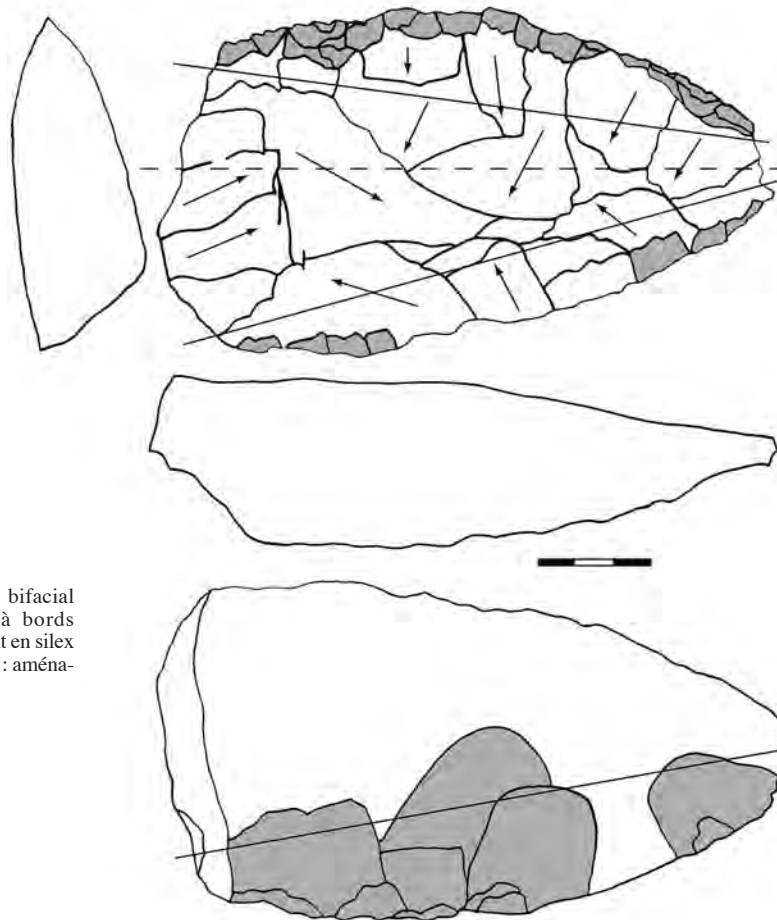 bifacial
à bords
t en silex
: aména-